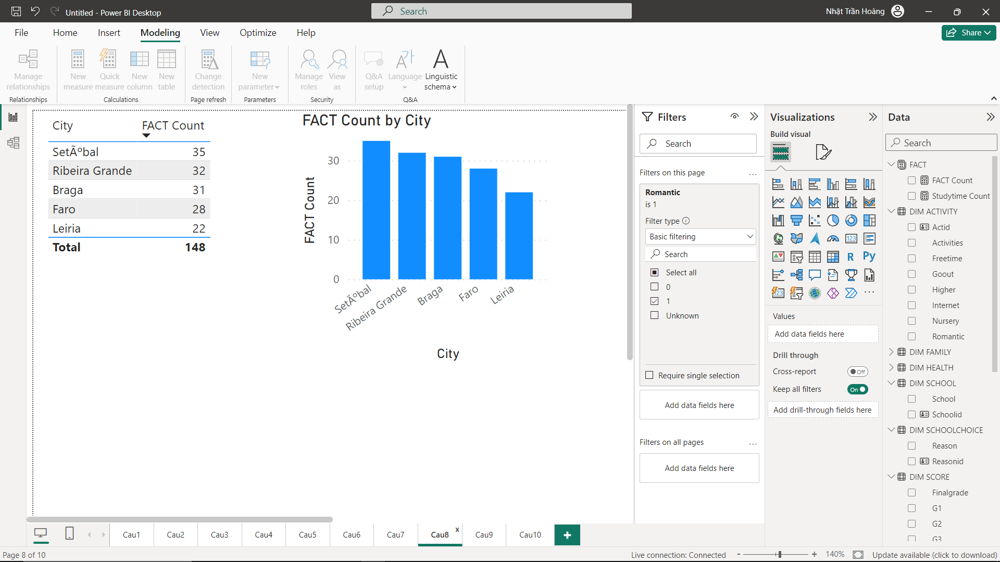 Untitled - Power BI Desktop
Search
Nhật Trần Hoàng
File Home Insert Modeling View Optimize Help
Share
Manage relationships
New measure
Quick measure
New column
New table
Change detection
New parameter
Manage roles
View as
Q&A setup
Language
Linguistic schema
Relationships
Calculations
Page refresh
Parameters
Security
Q&A
City FACT Count
SetÃºbal 35
Ribeira Grande 32
Braga 31
Faro 28
Leiria 22
Total 148
FACT Count by City
FACT Count
30
20
10
0
SetÃºbal
Ribeira Grande
Braga
Faro
Leiria
City
Filters
Search
Filters on this page
...
Romantic
is 1
Filter type
Basic filtering
Search
Select all
0
1
Unknown
Require single selection
Add data fields here
Filters on all pages
...
Add data fields here
Visualizations
Build visual
123
R
Py
123
...
Values
Add data fields here
Drill through
Cross-report
Off
Keep all filters
On
Add drill-through fields here
Data
Search
FACT
FACT Count
Studytime Count
DIM ACTIVITY
Actid
Activities
Freetime
Goout
Higher
Internet
Nursery
Romantic
DIM FAMILY
DIM HEALTH
DIM SCHOOL
School
Schoolid
DIM SCHOOLCHOICE
Reason
Reasonid
DIM SCORE
Finalgrade
G1
G2
G3
Cau1 Cau2 Cau3 Cau4 Cau5 Cau6 Cau7 Cau8 x Cau9 Cau10 +
Page 8 of 10
Live connection: Connected
- + 140%
Update available (click to download)